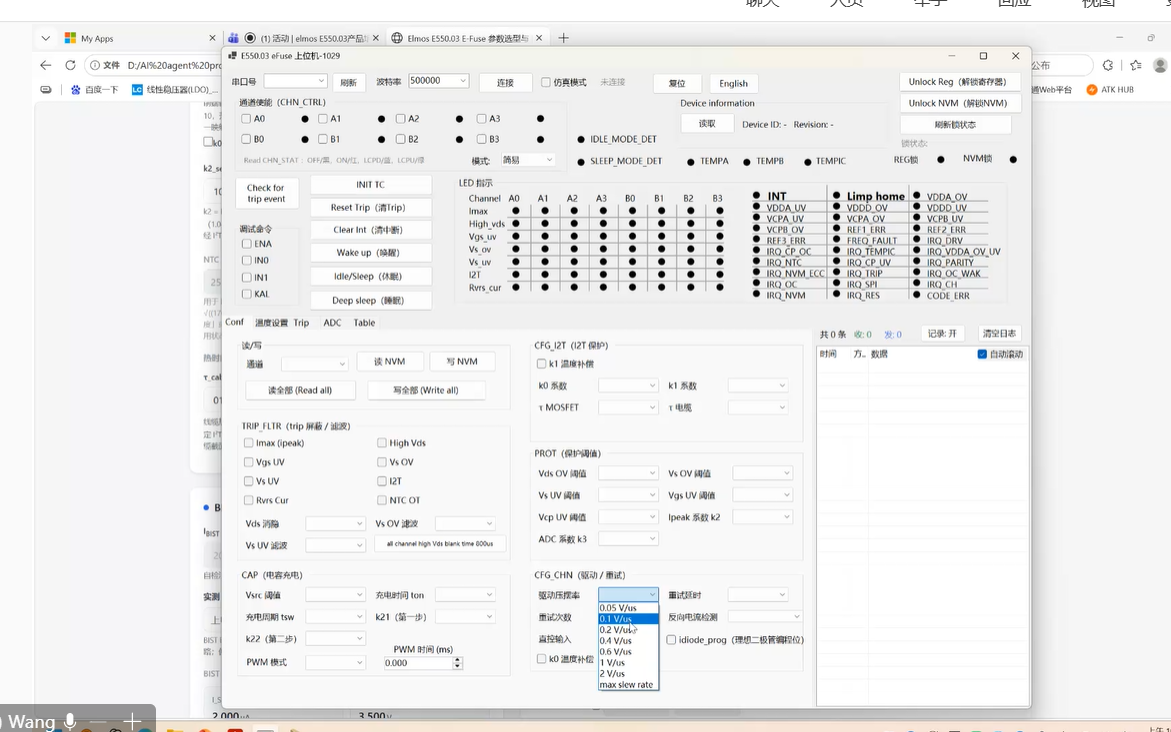 聊天 人员 举手 回应 视图
My Apps (1) 活动 | elmos E550.03产品 Elmos E550.03 E-Fuse 参数选型与
文件 D:/AI%20agent%20pro
百度一下 LC 线性稳压器(LDO)_... 通Web平台 ATK HUB
E550.03 eFuse 上位机-1029
串口号 刷新 波特率 500000 连接 仿真模式 未连接 复位 English
Unlock Reg (解锁寄存器)
通道使能 (CHN_CTRL)
Device information
Unlock NVM (解锁NVM)
A0 A1 A2 A3
读取 Device ID: - Revision: -
刷新锁状态
B0 B1 B2 B3
IDLE_MODE_DET
锁状态:
Read CHN_STAT : OFF/黑, ON/红, LCPD/蓝, LCPU/绿
模式: 简易
SLEEP_MODE_DET TEMPA TEMPB TEMPIC
REG锁 NVM锁
Check for
trip event
INIT TC
Reset Trip (清Trip)
Clear Int (清中断)
Wake up (唤醒)
Idle/Sleep (休眠)
Deep sleep (睡眠)
调试命令
ENA
IN0
IN1
KAL
LED 指示
Channel A0 A1 A2 A3 B0 B1 B2 B3
Imax
High_vds
Vgs_uv
Vs_ov
Vs_uv
I2T
Rvrs_cur
INT Limp home VDDA_OV
VDDA_UV VDDD_OV VDDD_UV
VCPA_UV VCPA_OV VCPB_UV
VCPB_OV REF1_ERR REF2_ERR
REF3_ERR FREQ_FAULT IRQ_DRV
IRQ_CP_OC IRQ_TEMPIC IRQ_VDDA_OV_UV
IRQ_NTC IRQ_CP_UV IRQ_PARITY
IRQ_NVM_ECC IRQ_TRIP IRQ_OC_WAK
IRQ_OC IRQ_SPI IRQ_CH
IRQ_NVM IRQ_RES CODE_ERR
Conf 温度设置 Trip ADC Table
共 0 条 收: 0 发: 0 记录: 开 清空日志
时间 方.. 数据 自动滚动
读/写
通道 读 NVM 写 NVM
读全部 (Read all) 写全部 (Write all)
TRIP_FLTR (trip 屏蔽 / 滤波)
Imax (ipeak) High Vds
Vgs UV Vs OV
Vs UV I2T
Rvrs Cur NTC OT
Vds 消隐 Vs OV 滤波
Vs UV 滤波 all channel high Vds blank time 800us
CAP (电容充电)
Vsrc 阈值 充电时间 ton
充电周期 tsw k21 (第一步)
k22 (第二步)
PWM 时间 (ms)
PWM 模式 0.000
CFG_I2T (I2T 保护)
k1 温度补偿
k0 系数 k1 系数
τ MOSFET τ 电缆
PROT (保护阈值)
Vds OV 阈值 Vs OV 阈值
Vs UV 阈值 Vgs UV 阈值
Vcp UV 阈值 Ipeak 系数 k2
ADC 系数 k3
CFG_CHN (驱动 / 重试)
驱动压摆率 重试延时
重试次数 反向电流检测
直控输入 idiode_prog (理想二极管编程位)
k0 温度补偿
0.05 V/us
0.1 V/us
0.2 V/us
0.4 V/us
0.6 V/us
1 V/us
2 V/us
max slew rate
2.000 3.500
Wang